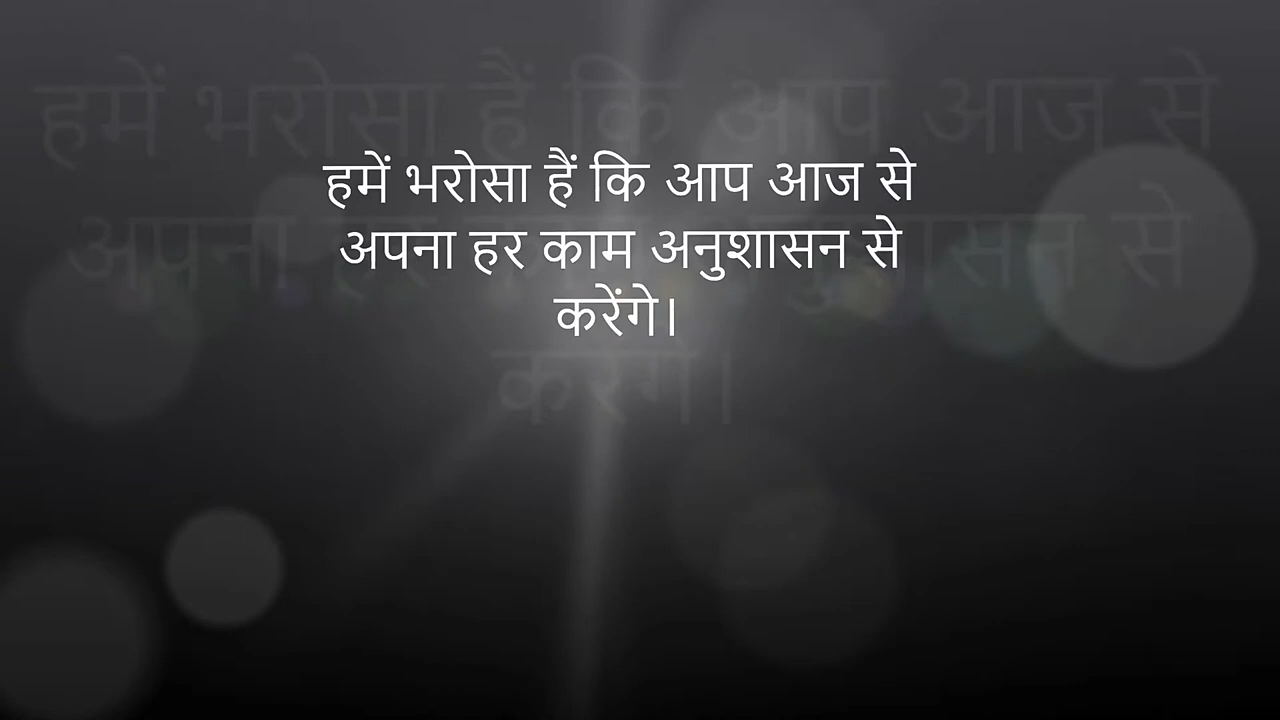 हमें भरोसा हैं कि आप आज से
अपना हर काम अनुशासन से
करेंगे।